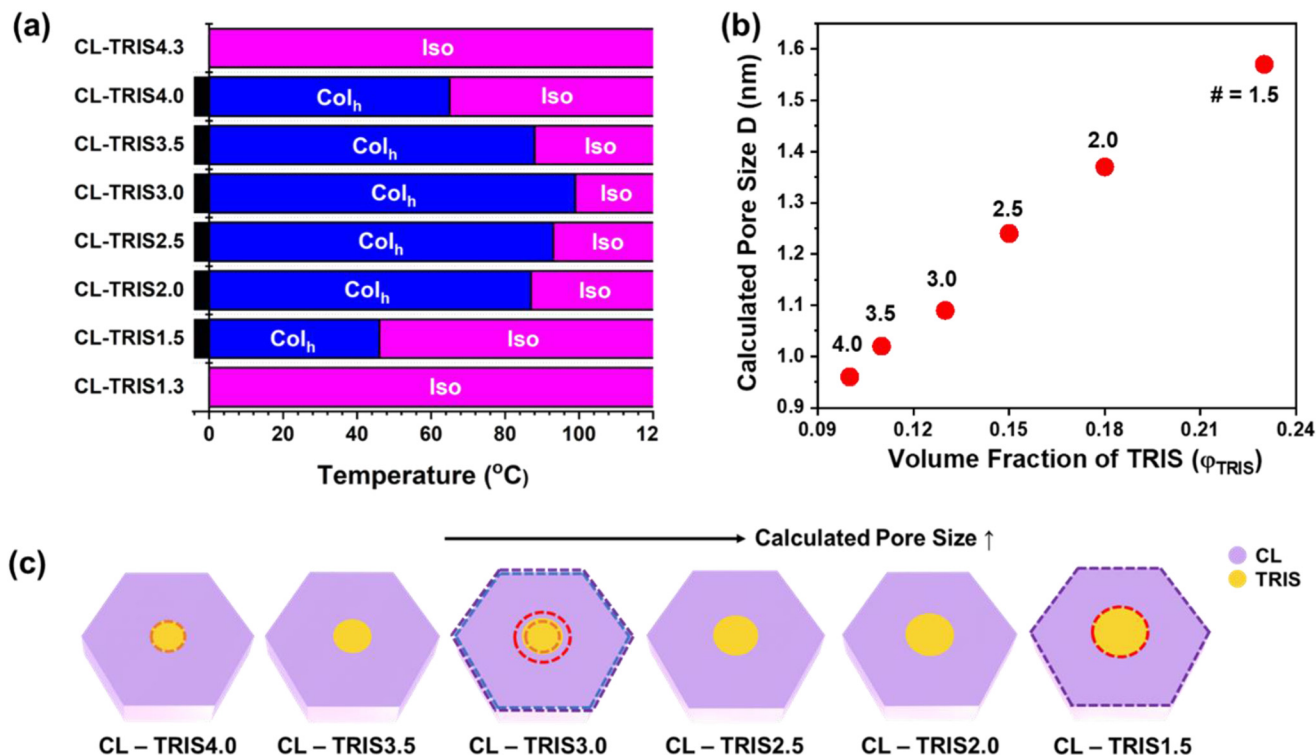 (a)
CL-TRIS4.3
Iso
CL-TRIS4.0
Colh
Iso
CL-TRIS3.5
Colh
Iso
CL-TRIS3.0
Colh
Iso
CL-TRIS2.5
Colh
Iso
CL-TRIS2.0
Colh
Iso
CL-TRIS1.5
Colh
Iso
CL-TRIS1.3
Iso
0 20 40 60 80 100 12
Temperature (oC)
(b)
Calculated Pore Size D (nm)
1.6
1.5
1.4
1.3
1.2
1.1
1.0
0.9
# = 1.5
2.0
2.5
3.0
3.5
4.0
0.09 0.12 0.15 0.18 0.21 0.24
Volume Fraction of TRIS (φTRIS)
(c)
Calculated Pore Size ↑
CL
TRIS
CL – TRIS4.0 CL – TRIS3.5 CL – TRIS3.0 CL – TRIS2.5 CL – TRIS2.0 CL – TRIS1.5